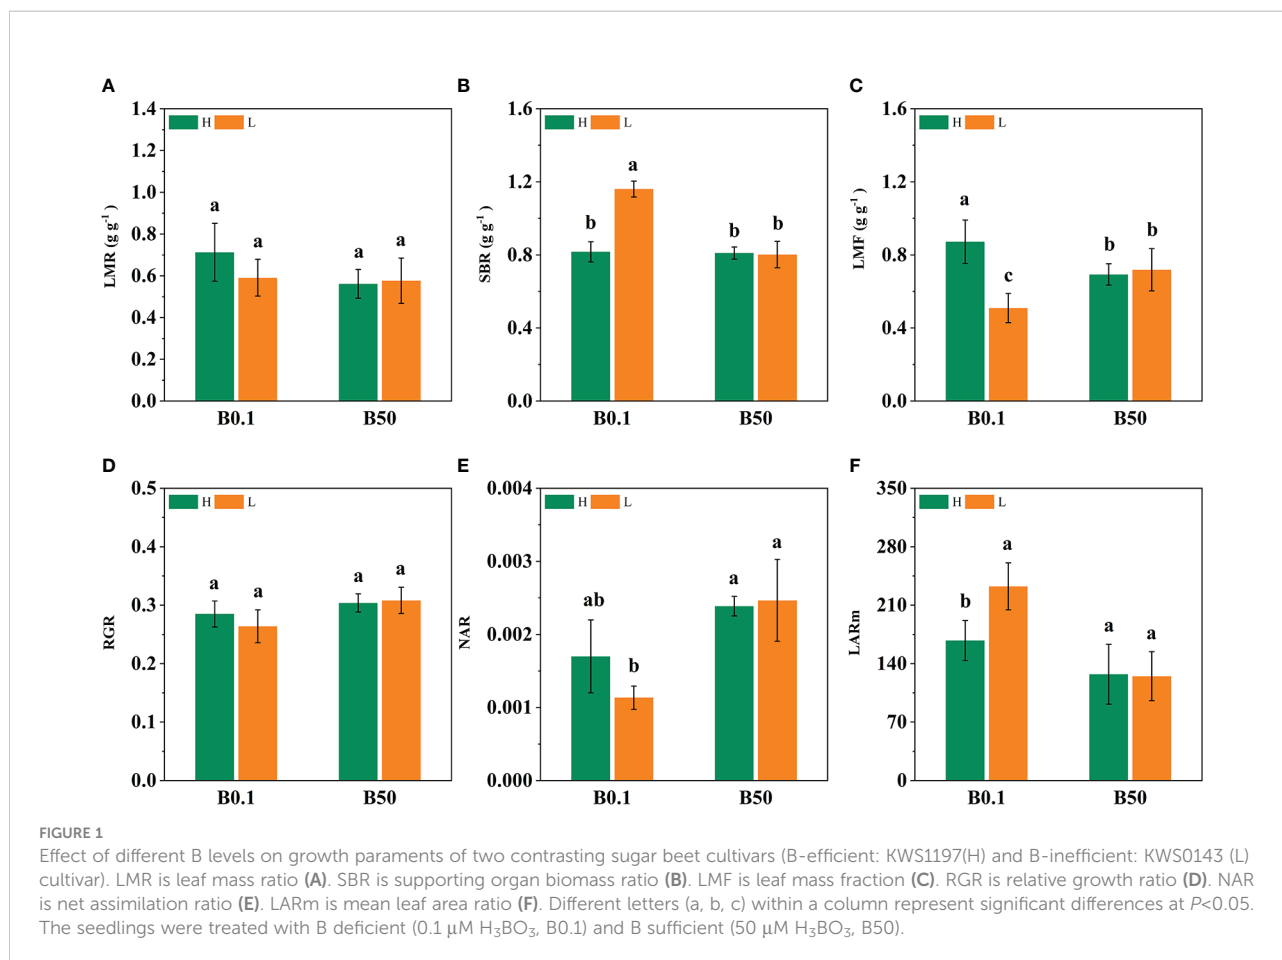 A
1.4
1.2
1.0
0.8
0.6
0.4
0.2
0.0
LMR (g g⁻¹ )
H L
a
a
a
a
B0.1 B50
B
1.6
1.2
0.8
0.4
0.0
SBR (g g⁻¹ )
H L
b
a
b
b
B0.1 B50
C
1.6
1.2
0.8
0.4
0.0
LMF (g g⁻¹ )
H L
a
c
b
b
B0.1 B50
D
0.5
0.4
0.3
0.2
0.1
0.0
RGR
H L
a
a
a
a
B0.1 B50
E
0.004
0.003
0.002
0.001
0.000
NAR
H L
ab
b
a
a
B0.1 B50
F
350
280
210
140
70
0
LARm
H L
b
a
a
a
B0.1 B50
FIGURE 1
Effect of different B levels on growth paraments of two contrasting sugar beet cultivars (B-efficient: KWS1197(H) and B-inefficient: KWS0143 (L)
cultivar). LMR is leaf mass ratio (A). SBR is supporting organ biomass ratio (B). LMF is leaf mass fraction (C). RGR is relative growth ratio (D). NAR
is net assimilation ratio (E). LARm is mean leaf area ratio (F). Different letters (a, b, c) within a column represent significant differences at P<0.05.
The seedlings were treated with B deficient (0.1 μM H₃BO₃, B0.1) and B sufficient (50 μM H₃BO₃, B50).